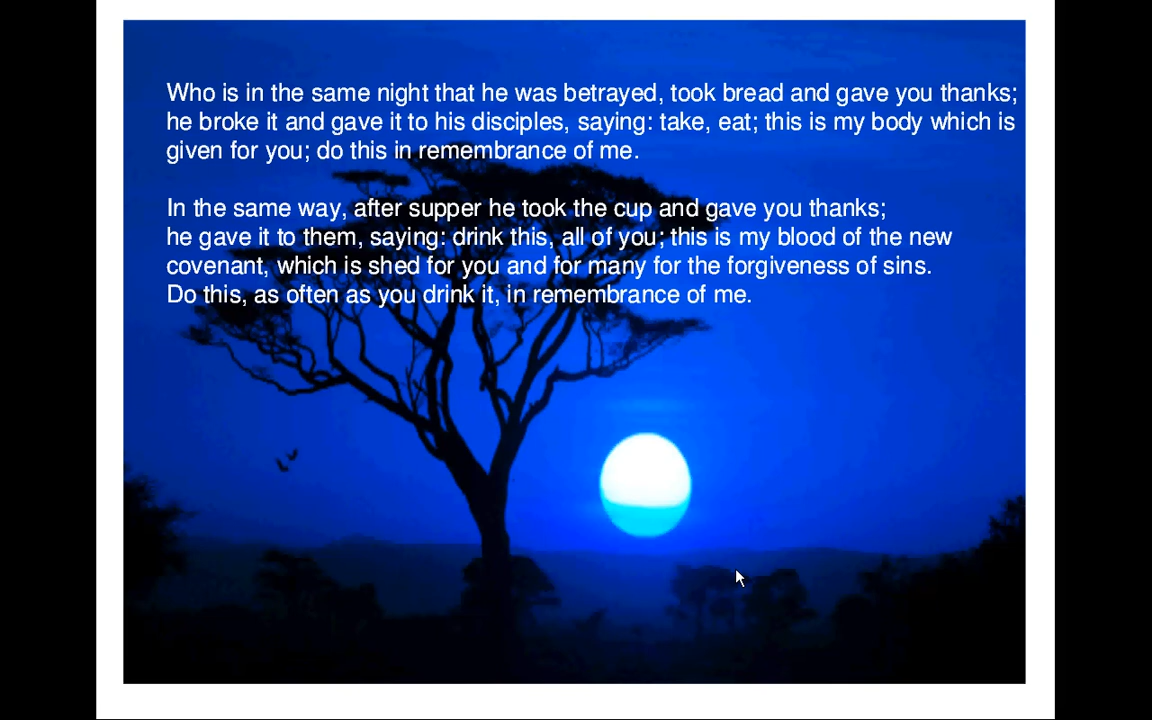 Who is in the same night that he was betrayed, took bread and gave you thanks;
he broke it and gave it to his disciples, saying: take, eat; this is my body which is
given for you; do this in remembrance of me.
In the same way, after supper he took the cup and gave you thanks;
he gave it to them, saying: drink this, all of you; this is my blood of the new
covenant, which is shed for you and for many for the forgiveness of sins.
Do this, as often as you drink it, in remembrance of me.